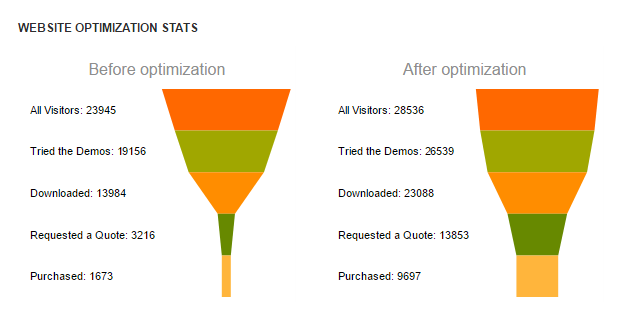 WEBSITE OPTIMIZATION STATS
Before optimization
All Visitors: 23945
Tried the Demos: 19156
Downloaded: 13984
Requested a Quote: 3216
Purchased: 1673
After optimization
All Visitors: 28536
Tried the Demos: 26539
Downloaded: 23088
Requested a Quote: 13853
Purchased: 9697